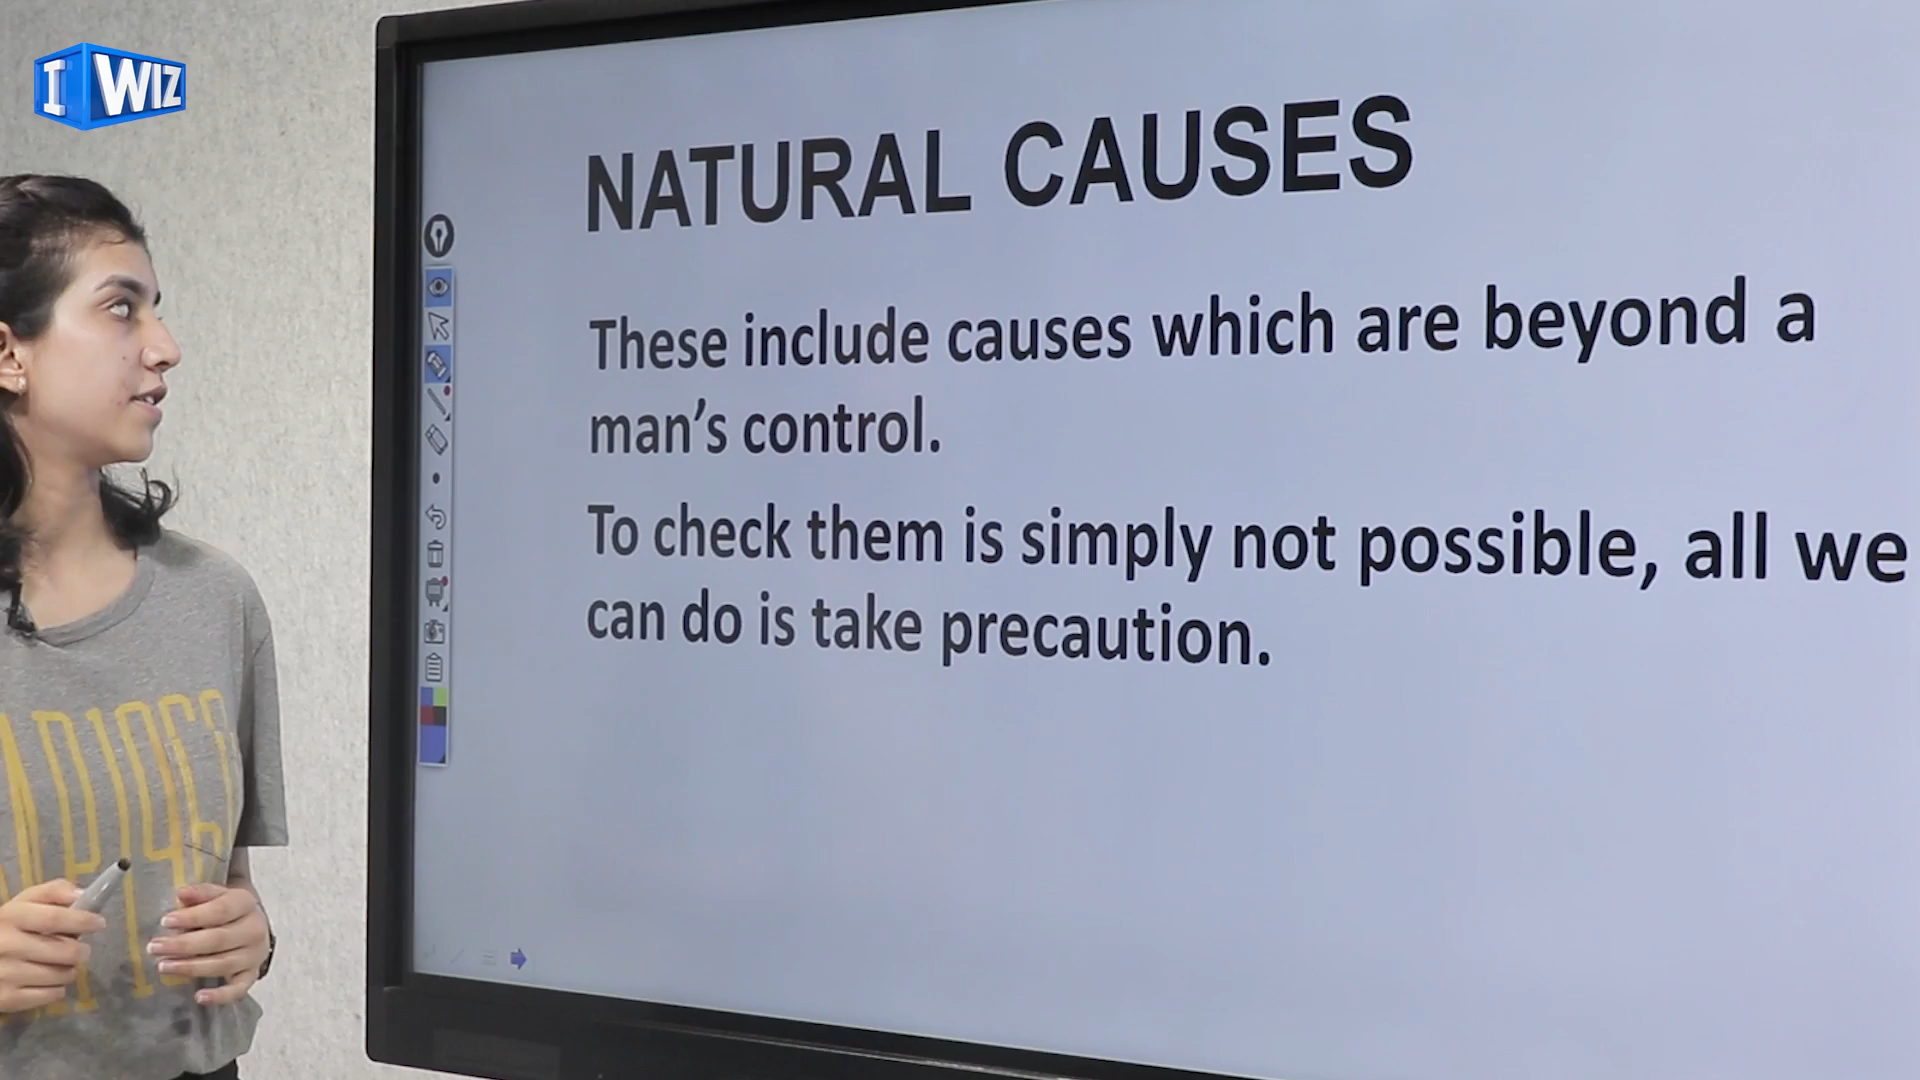 I WIZ
NATURAL CAUSES
These include causes which are beyond a
man's control.
To check them is simply not possible, all we
can do is take precaution.